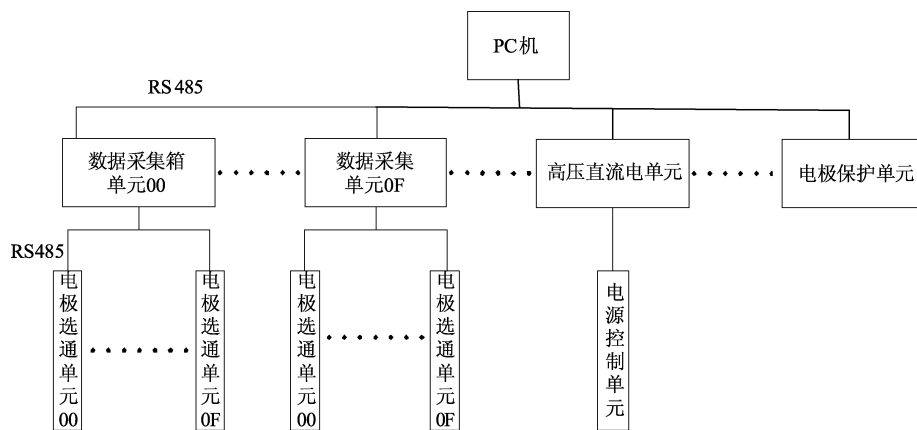 PC机
RS485
数据采集箱
单元00
数据采集
单元0F
高压直流电单元
电极保护单元
RS485
电极选通单元00
电极选通单元0F
电极选通单元00
电极选通单元0F
电源控制单元